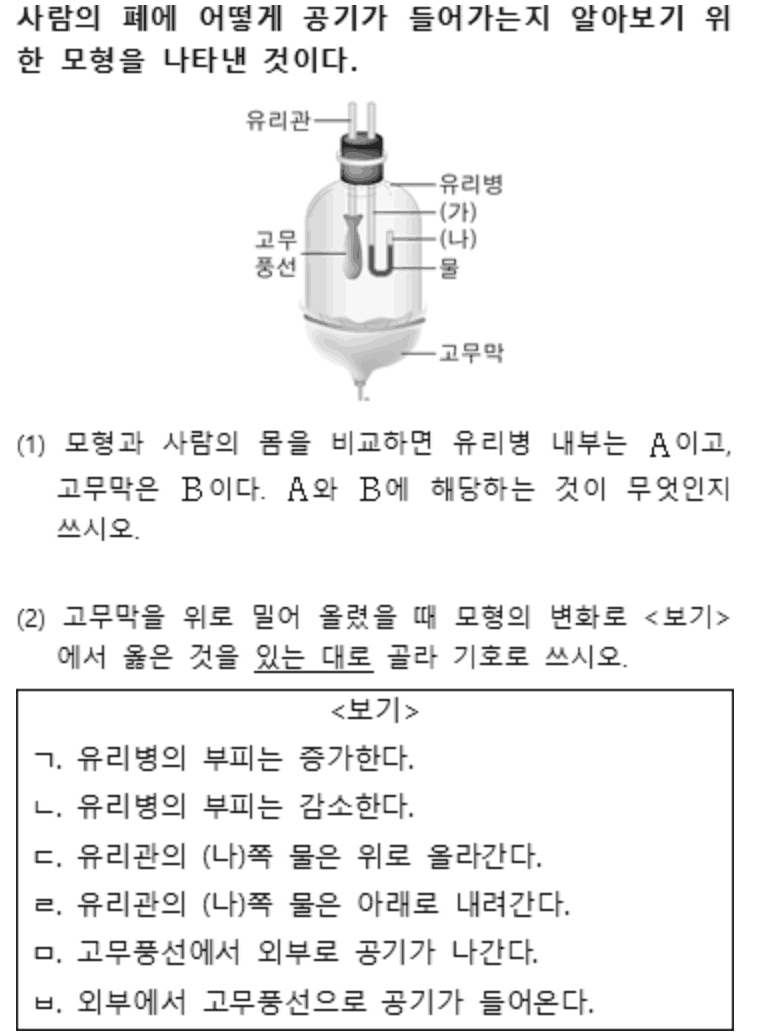 사람의 폐에 어떻게 공기가 들어가는지 알아보기 위
한 모형을 나타낸 것이다.
유리관
유리병
(가)
(나)
고무
풍선
물
고무막
(1) 모형과 사람의 몸을 비교하면 유리병 내부는 A이고,
고무막은 B이다. A와 B에 해당하는 것이 무엇인지
쓰시오.
(2) 고무막을 위로 밀어 올렸을 때 모형의 변화로 <보기>
에서 옳은 것을 있는 대로 골라 기호로 쓰시오.
<보기>
ㄱ. 유리병의 부피는 증가한다.
ㄴ. 유리병의 부피는 감소한다.
ㄷ. 유리관의 (나)쪽 물은 위로 올라간다.
ㄹ. 유리관의 (나)쪽 물은 아래로 내려간다.
ㅁ. 고무풍선에서 외부로 공기가 나간다.
ㅂ. 외부에서 고무풍선으로 공기가 들어온다.